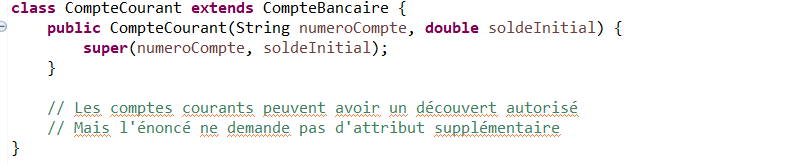 class CompteCourant extends CompteBancaire {
    public CompteCourant(String numeroCompte, double soldeInitial) {
        super(numeroCompte, soldeInitial);
    }

    // Les comptes courants peuvent avoir un découvert autorisé
    // Mais l'énoncé ne demande pas d'attribut supplémentaire
}